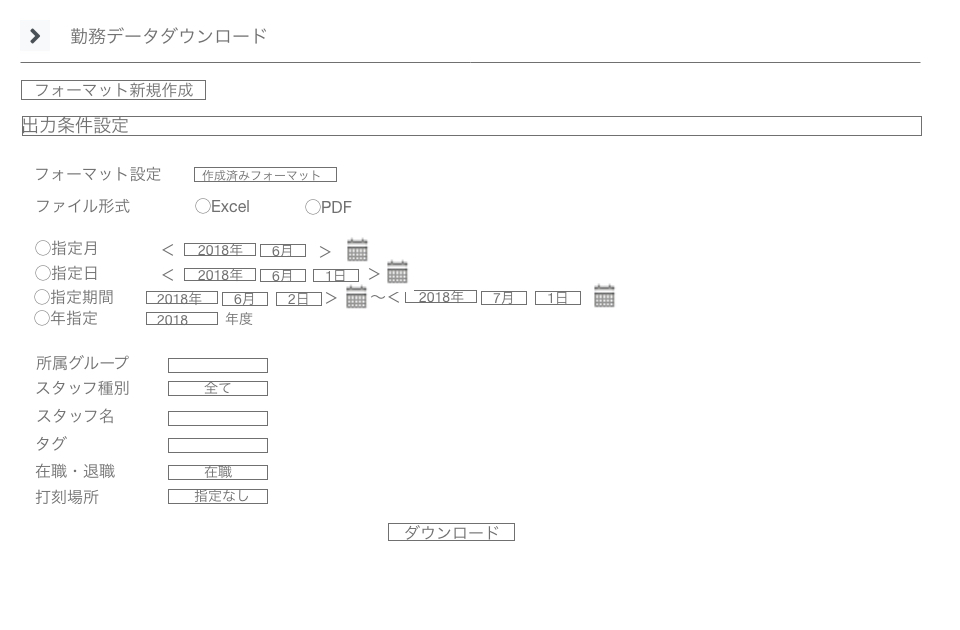 勤務データダウンロード
フォーマット新規作成
出力条件設定
フォーマット設定 作成済みフォーマット
ファイル形式 ◯Excel ◯PDF
◯指定月 < 2018年 6月 >
◯指定日 < 2018年 6月 1日 >
◯指定期間 2018年 6月 2日 > 〜 < 2018年 7月 1日
◯年指定 2018 年度
所属グループ
スタッフ種別 全て
スタッフ名
タグ
在職・退職 在職
打刻場所 指定なし
ダウンロード